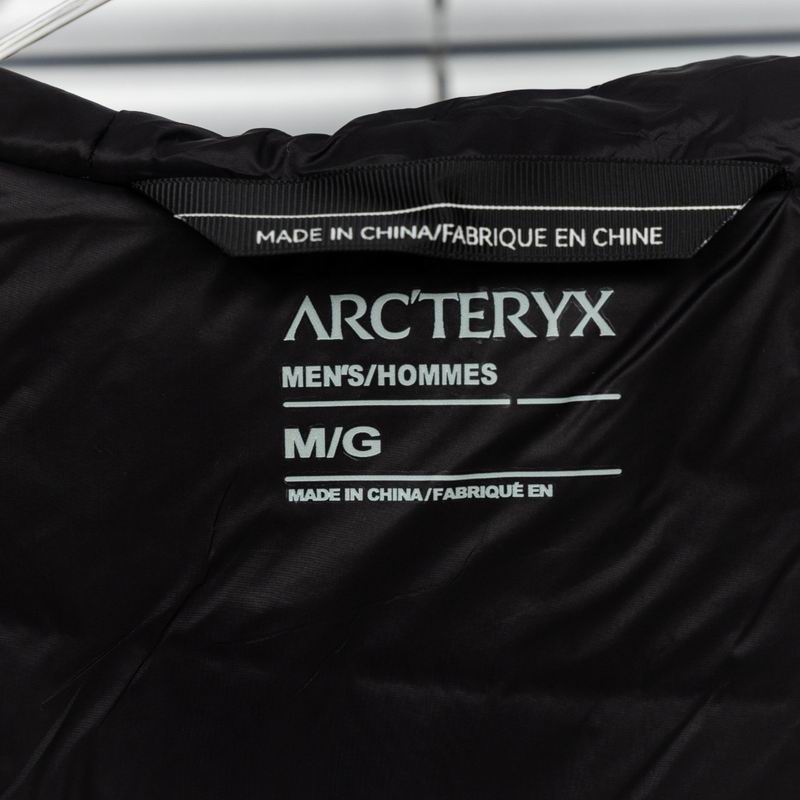 MADE IN CHINA/FABRIQUE EN CHINE
ARC'TERYX
MEN'S/HOMMES
M/G
MADE IN CHINA/FABRIQUÉ EN